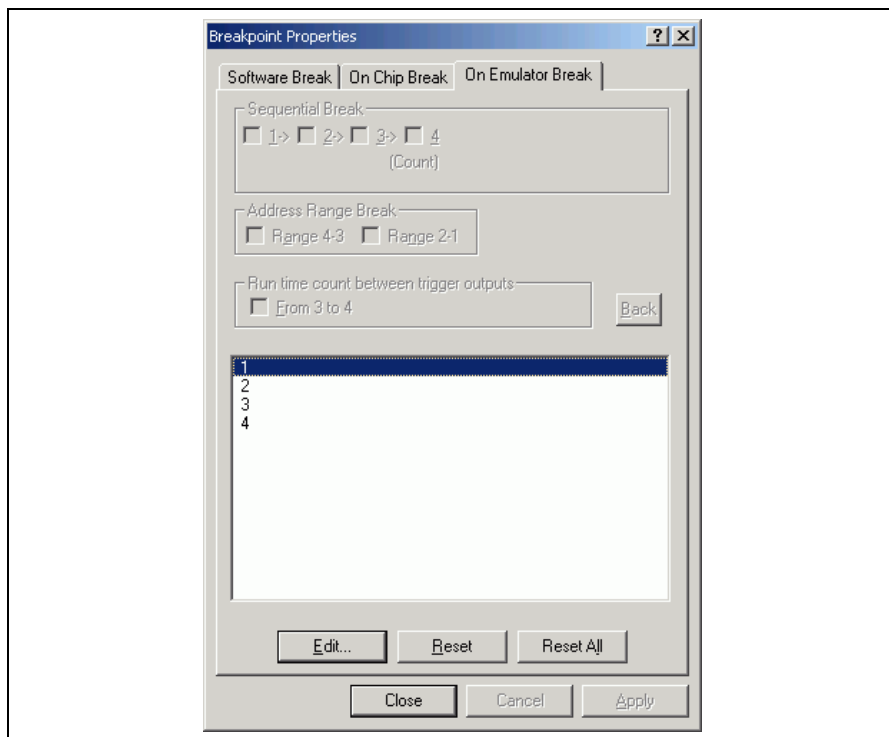 Breakpoint Properties
Software Break On Chip Break On Emulator Break
Sequential Break
1-> 2-> 3-> 4
(Count)
Address Range Break
Range 4-3 Range 2-1
Run time count between trigger outputs
From 3 to 4
Back
1
2
3
4
Edit... Reset Reset All
Close Cancel Apply